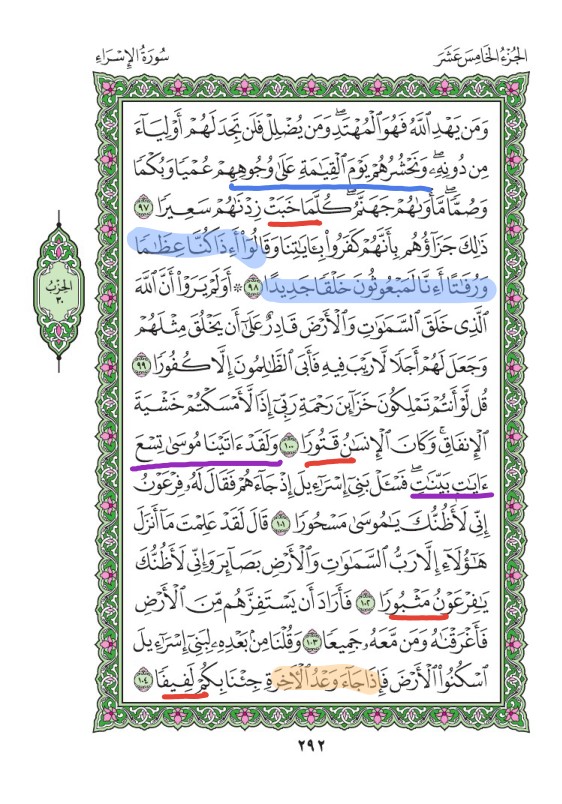 الجُزْءُ الخَامِسَ عَشَرَ
سُورَةُ الإِسْرَاءِ
وَمَن يَهْدِ ٱللَّهُ فَهُوَ ٱلْمُهْتَدِۖ وَمَن يُضْلِلْ فَلَن تَجِدَ لَهُمْ أَوْلِيَآءَ
مِن دُونِهِۦۖ وَنَحْشُرُهُمْ يَوْمَ ٱلْقِيَٰمَةِ عَلَىٰ وُجُوهِهِمْ عُمْيًا وَبُكْمًا
وَصُمًّاۖ مَّأْوَىٰهُمْ جَهَنَّمُۖ كُلَّمَا خَبَتْ زِدْنَٰهُمْ سَعِيرًا ٩٧
ذَٰلِكَ جَزَآؤُهُم بِأَنَّهُمْ كَفَرُوا۟ بِـَٔايَٰتِنَا وَقَالُوٓا۟ أَءِذَا كُنَّا عِظَٰمًا
وَرُفَٰتًا أَءِنَّا لَمَبْعُوثُونَ خَلْقًا جَدِيدًا ٩٨ ۞ أَوَلَمْ يَرَوْا۟ أَنَّ ٱللَّهَ
ٱلَّذِى خَلَقَ ٱلسَّمَٰوَٰتِ وَٱلْأَرْضَ قَادِرٌ عَلَىٰٓ أَن يَخْلُقَ مِثْلَهُمْ
وَجَعَلَ لَهُمْ أَجَلًا لَّا رَيْبَ فِيهِ فَأَبَى ٱلظَّٰلِمُونَ إِلَّا كُفُورًا ٩٩
قُل لَّوْ أَنتُمْ تَمْلِكُونَ خَزَآئِنَ رَحْمَةِ رَبِّىٓ إِذًا لَّأَمْسَكْتُمْ خَشْيَةَ
ٱلْإِنفَاقِۚ وَكَانَ ٱلْإِنسَٰنُ قَتُورًا ١٠٠ وَلَقَدْ ءَاتَيْنَا مُوسَىٰ تِسْعَ
ءَايَٰتٍۭ بَيِّنَٰتٍۖ فَسْـَٔلْ بَنِىٓ إِسْرَٰٓءِيلَ إِذْ جَآءَهُمْ فَقَالَ لَهُۥ فِرْعَوْنُ
إِنِّى لَأَظُنُّكَ يَٰمُوسَىٰ مَسْحُورًا ١٠١ قَالَ لَقَدْ عَلِمْتَ مَآ أَنزَلَ
هَٰٓؤُلَآءِ إِلَّا رَبُّ ٱلسَّمَٰوَٰتِ وَٱلْأَرْضِ بَصَآئِرَ وَإِنِّى لَأَظُنُّكَ
يَٰفِرْعَوْنُ مَثْبُورًا ١٠٢ فَأَرَادَ أَن يَسْتَفِزَّهُم مِّنَ ٱلْأَرْضِ
فَأَغْرَقْنَٰهُ وَمَن مَّعَهُۥ جَمِيعًا ١٠٣ وَقُلْنَا مِنۢ بَعْدِهِۦ لِبَنِىٓ إِسْرَٰٓءِيلَ
ٱسْكُنُوا۟ ٱلْأَرْضَ فَإِذَا جَآءَ وَعْدُ ٱلْءَاخِرَةِ جِئْنَا بِكُمْ لَفِيفًا ١٠٤
الحِزْبُ
٣٠
٢٩٢